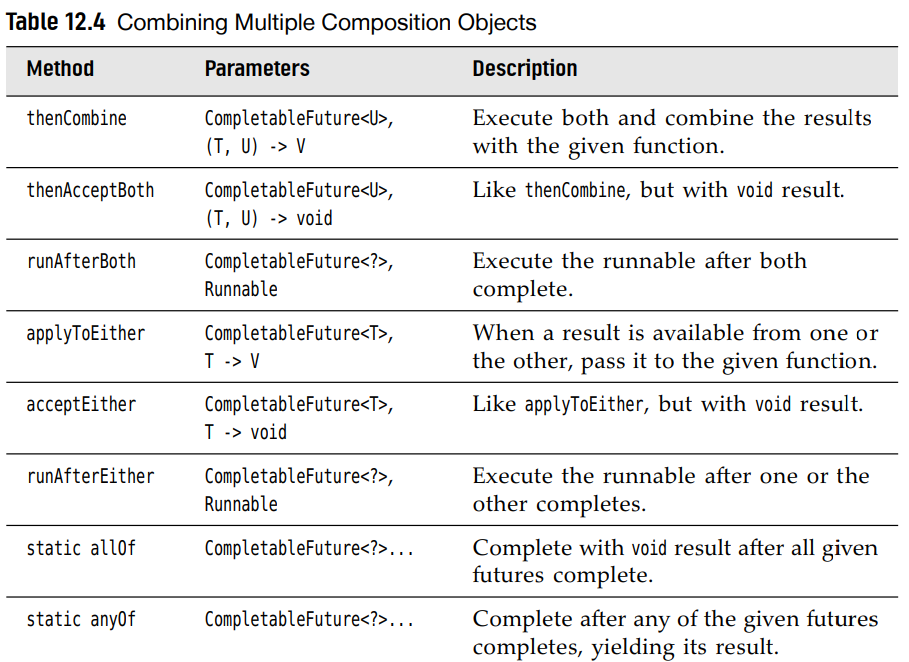 Table 12.4 Combining Multiple Composition Objects
Method Parameters Description
thenCombine CompletableFuture<U>, Execute both and combine the results
(T, U) -> V with the given function.
thenAcceptBoth CompletableFuture<U>, Like thenCombine, but with void result.
(T, U) -> void
runAfterBoth CompletableFuture<?>, Execute the runnable after both
Runnable complete.
applyToEither CompletableFuture<T>, When a result is available from one or
T -> V the other, pass it to the given function.
acceptEither CompletableFuture<T>, Like applyToEither, but with void result.
T -> void
runAfterEither CompletableFuture<?>, Execute the runnable after one or the
Runnable other completes.
static allOf CompletableFuture<?>... Complete with void result after all given
futures complete.
static anyOf CompletableFuture<?>... Complete after any of the given futures
completes, yielding its result.